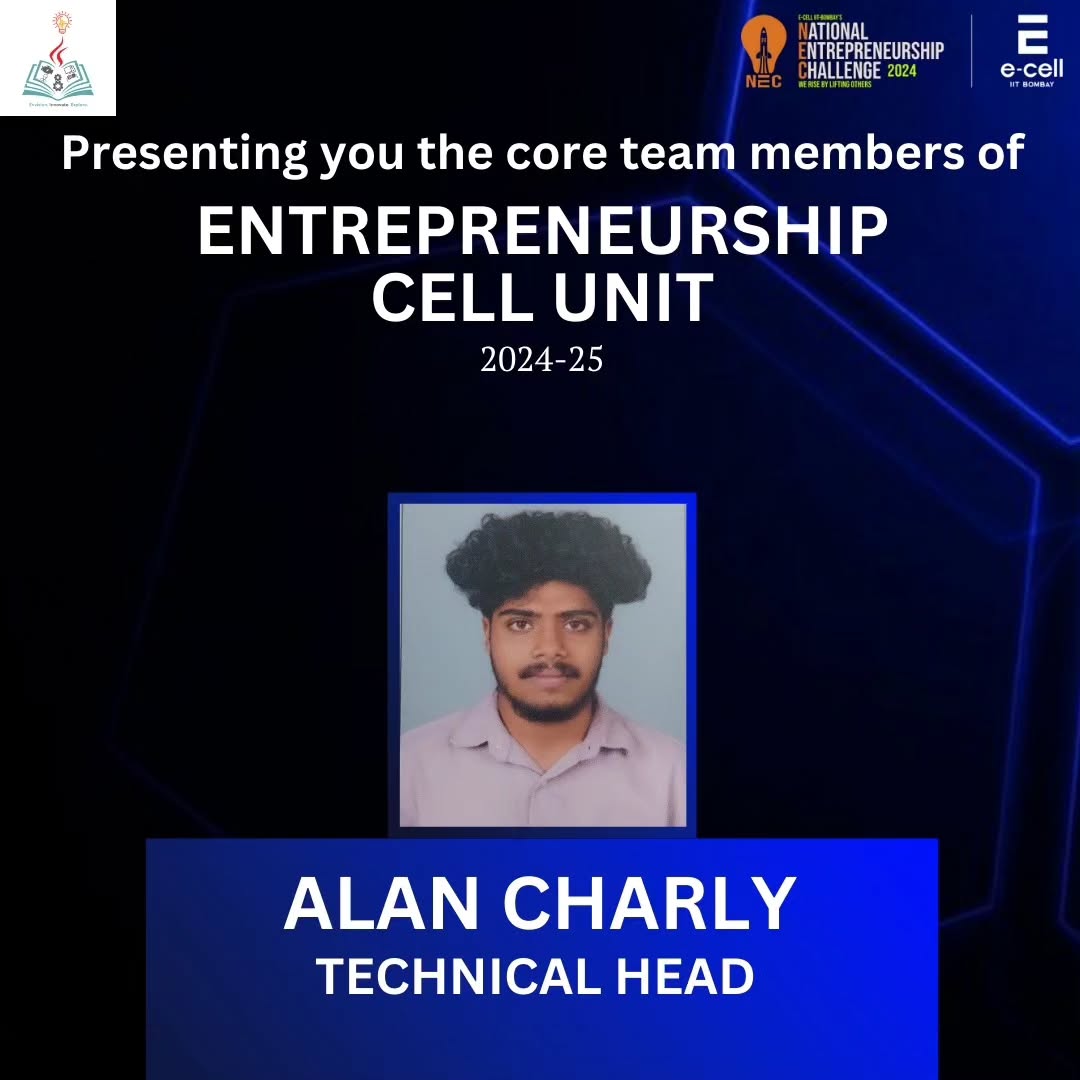 Envision. Innovate. Explore.
E-CELL IIT-BOMBAY'S
NATIONAL
ENTREPRENEURSHIP
CHALLENGE 2024
WE RISE BY LIFTING OTHERS
NEC
e-cell
IIT BOMBAY
Presenting you the core team members of
ENTREPRENEURSHIP
CELL UNIT
2024-25
ALAN CHARLY
TECHNICAL HEAD